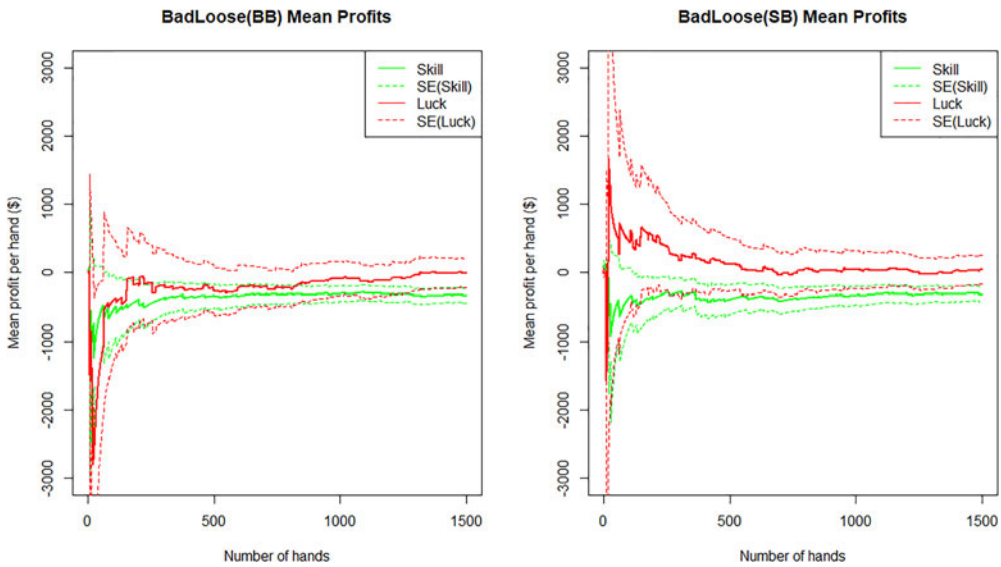 BadLoose(BB) Mean Profits
Mean profit per hand ($)
3000
2000
1000
0
-1000
-2000
-3000
Skill
SE(Skill)
Luck
SE(Luck)
0
500
1000
1500
Number of hands
BadLoose(SB) Mean Profits
Mean profit per hand ($)
3000
2000
1000
0
-1000
-2000
-3000
Skill
SE(Skill)
Luck
SE(Luck)
0
500
1000
1500
Number of hands